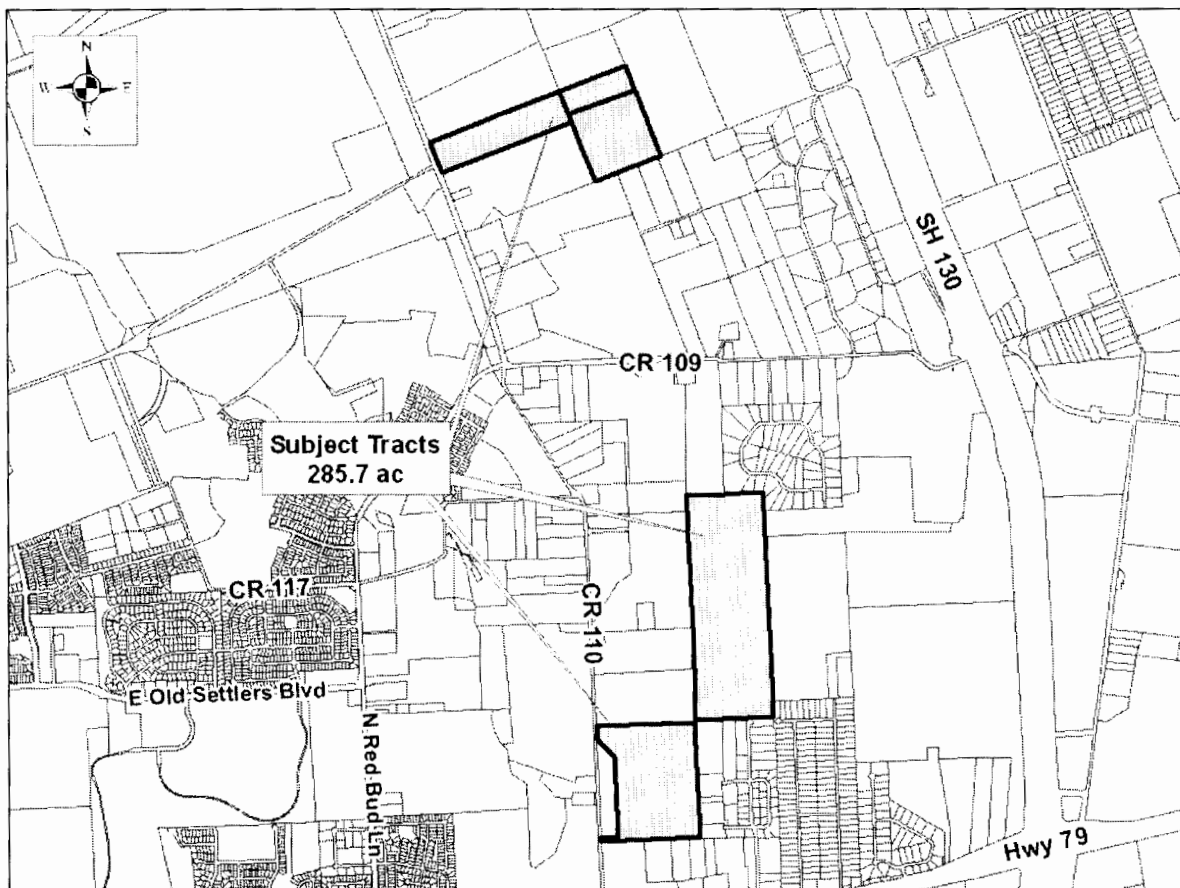 N
W E
S
SH 130
CR 109
Subject Tracts
285.7 ac
CR 117
CR 110
E Old Settlers Blvd
N Red Bud Ln
Hwy 79